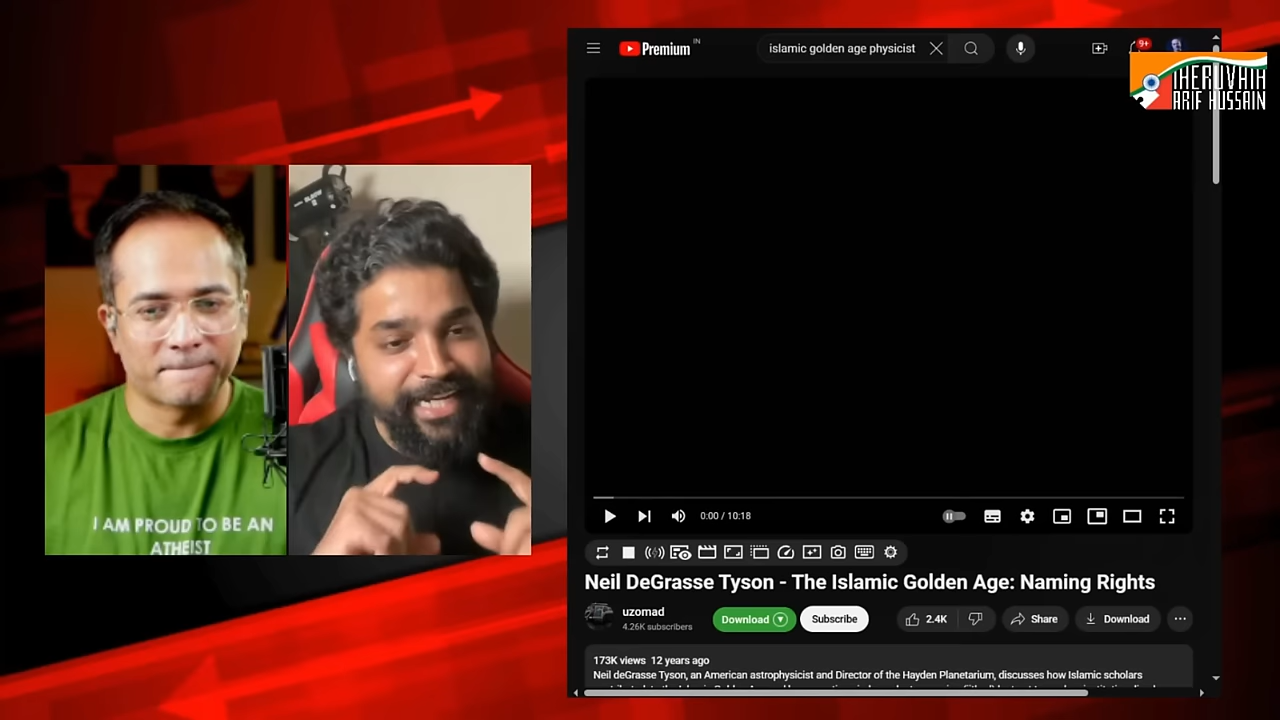 Premium
IN
islamic golden age physicist
9+
THERUVATH
ARIF HUSSAIN
I AM PROUD TO BE AN
ATHEIST
0:00 / 10:18
Neil DeGrasse Tyson - The Islamic Golden Age: Naming Rights
uzomad
4.26K subscribers
Download
Subscribe
2.4K
Share
Download
173K views 12 years ago
Neil deGrasse Tyson, an American astrophysicist and Director of the Hayden Planetarium, discusses how Islamic scholars